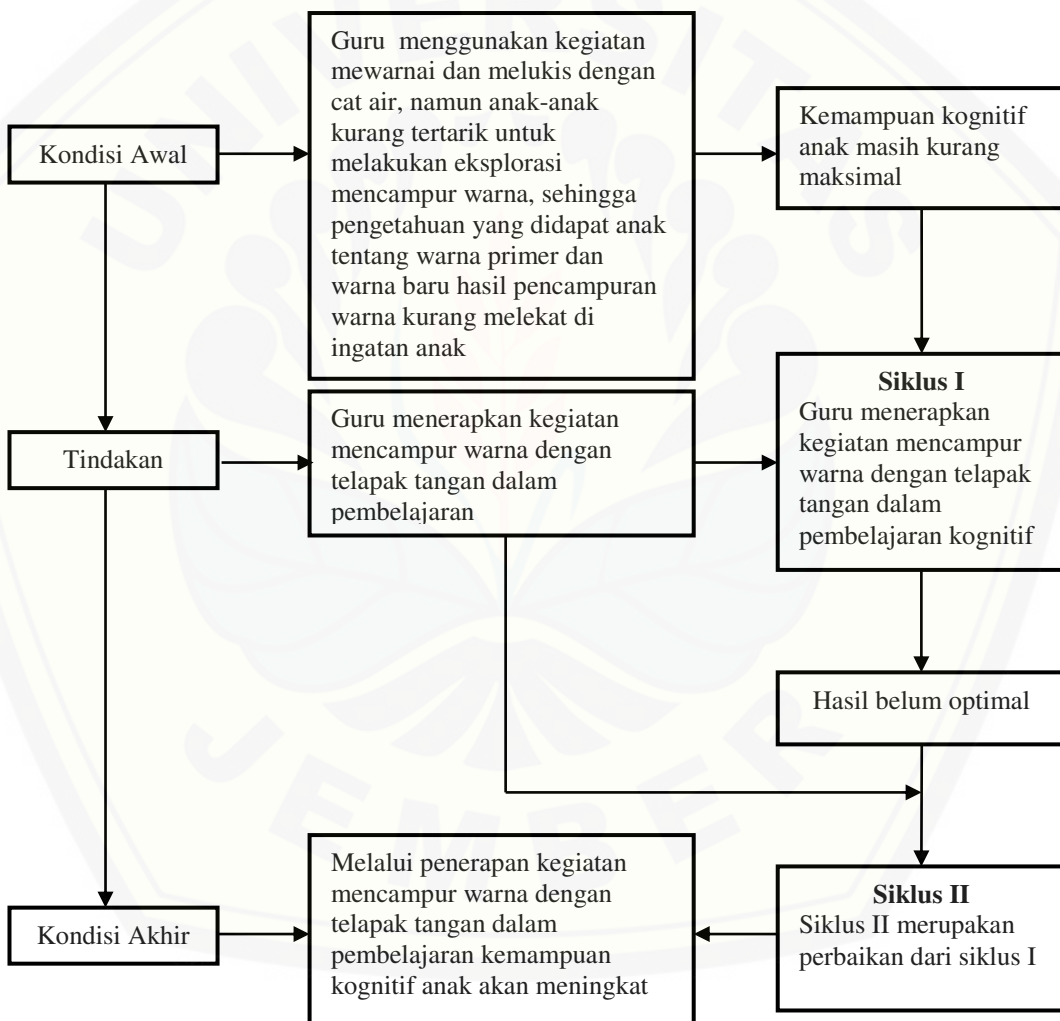 Guru menggunakan kegiatan
mewarnai dan melukis dengan
cat air, namun anak-anak
kurang tertarik untuk
melakukan eksplorasi
mencampur warna, sehingga
pengetahuan yang didapat anak
tentang warna primer dan
warna baru hasil pencampuran
warna kurang melekat di
ingatan anak
Kondisi Awal
Kemampuan kognitif
anak masih kurang
maksimal
Tindakan
Guru menerapkan kegiatan
mencampur warna dengan
telapak tangan dalam
pembelajaran
Siklus I
Guru menerapkan
kegiatan mencampur
warna dengan telapak
tangan dalam
pembelajaran kognitif
Hasil belum optimal
Kondisi Akhir
Melalui penerapan kegiatan
mencampur warna dengan
telapak tangan dalam
pembelajaran kemampuan
kognitif anak akan meningkat
Siklus II
Siklus II merupakan
perbaikan dari siklus I
UNIVERSITAS
JEMBER